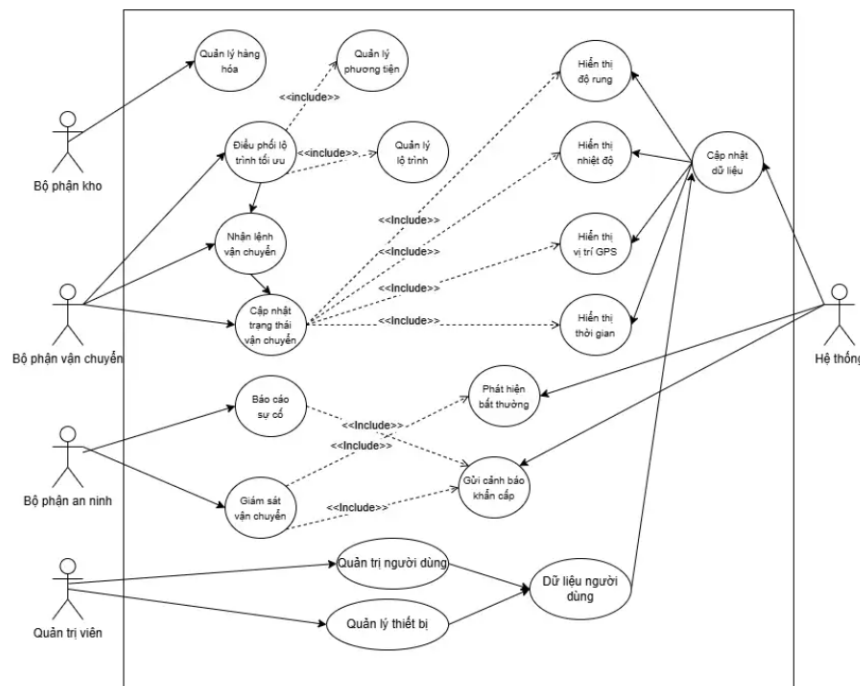 Quản lý hàng
hóa
Quản lý
phương tiện
Hiển thị
độ rung
<<include>>
Bộ phận kho
Điều phối lộ
trình tối ưu
<<include>>
Quản lý
lộ trình
Hiển thị
nhiệt độ
Cập nhật
dữ liệu
<<Include>>
Nhận lệnh
vận chuyển
<<Include>>
Hiển thị
vị trí GPS
<<Include>>
Cập nhật
trạng thái
vận chuyển
<<Include>>
Hiển thị
thời gian
Bộ phận vận chuyển
Hệ thống
Báo cáo
sự cố
Phát hiện
bất thường
<<Include>>
<<Include>>
Bộ phận an ninh
Giám sát
vận chuyển
<<Include>>
Gửi cảnh báo
khẩn cấp
Quản trị người dùng
Dữ liệu người
dùng
Quản lý thiết bị
Quản trị viên